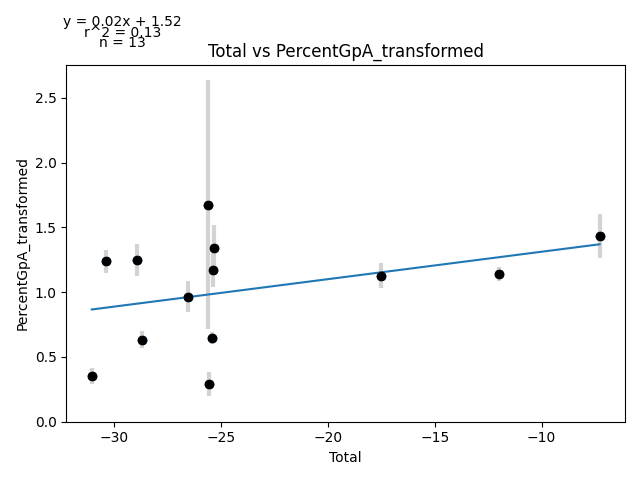 y = 0.02x + 1.52
r^2 = 0.13
n = 13
Total vs PercentGpA_transformed
PercentGpA_transformed
2.5
2.0
1.5
1.0
0.5
0.0
−30
−25
−20
−15
−10
Total